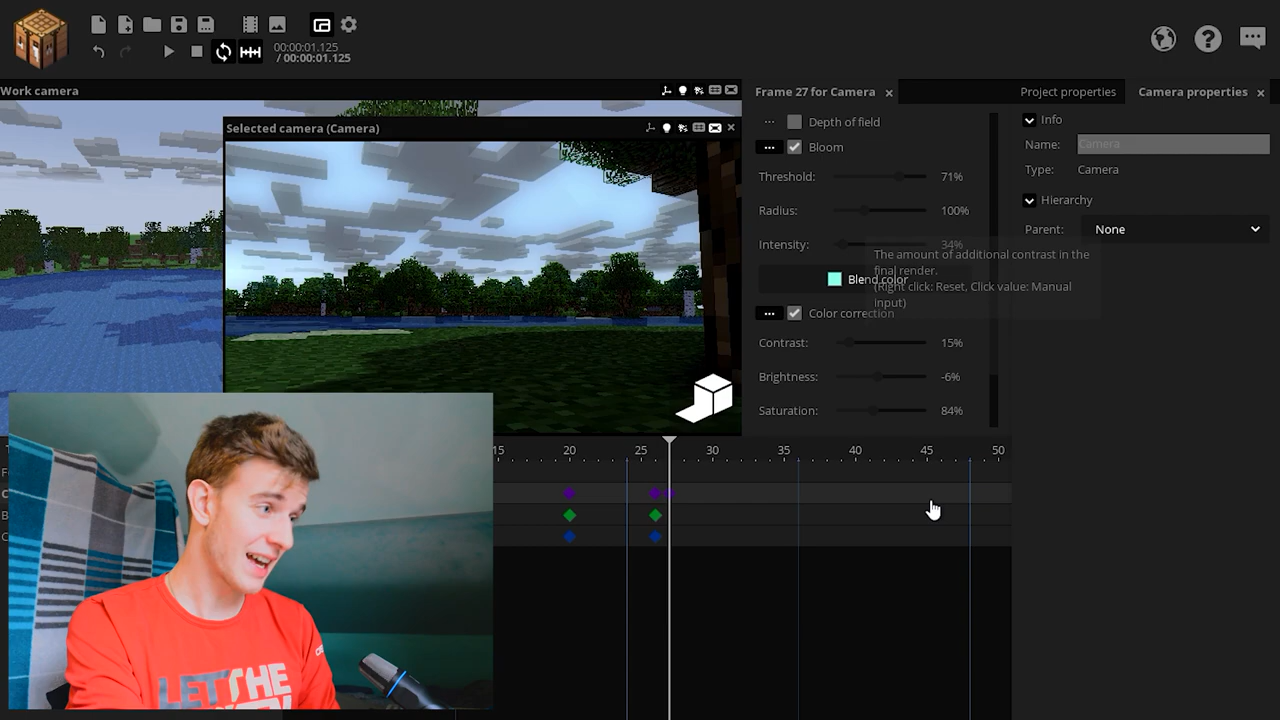 00:00:01.125
/ 00:00:01.125
Work camera
Selected camera (Camera)
Frame 27 for Camera
Depth of field
Bloom
Threshold: 71%
Radius: 100%
Intensity: 34%
Blend color
The amount of additional contrast in the
final render.
(Right click: Reset, Click value: Manual
input)
Color correction
Contrast: 15%
Brightness: -6%
Saturation: 84%
Project properties
Camera properties
Info
Name: Camera
Type: Camera
Hierarchy
Parent: None
15 20 25 30 35 40 45 50
LET THE